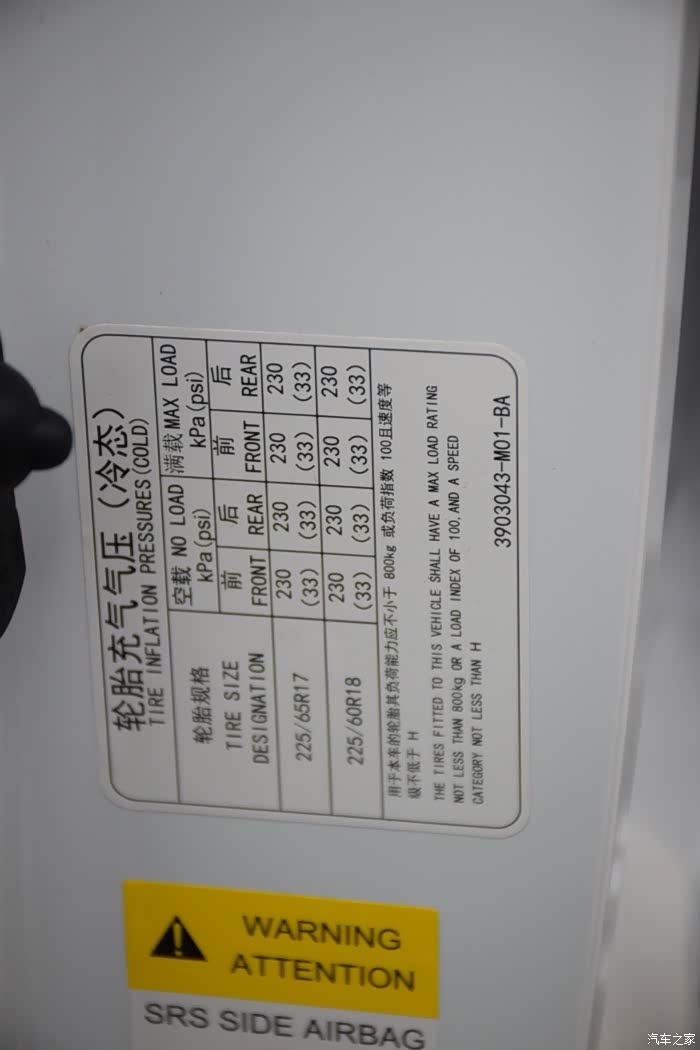 轮胎充气气压（冷态）
TIRE INFLATION PRESSURES(COLD)
轮胎规格
TIRE SIZE
DESIGNATION
空载 NO LOAD
kPa(psi)
满载 MAX LOAD
kPa(psi)
前
FRONT
后
REAR
前
FRONT
后
REAR
225/65R17 230 (33) 230 (33) 230 (33) 230 (33)
225/60R18 230 (33) 230 (33) 230 (33) 230 (33)
用于本车的轮胎其负荷能力应不小于 800kg 或负荷指数 100且速度等
级不低于 H
THE TIRES FITTED TO THIS VEHICLE SHALL HAVE A MAX LOAD RATING
NOT LESS THAN 800kg OR A LOAD INDEX OF 100, AND A SPEED
CATEGORY NOT LESS THAN H
3903043-M01-BA
WARNING
ATTENTION
SRS SIDE AIRBAG
汽车之家